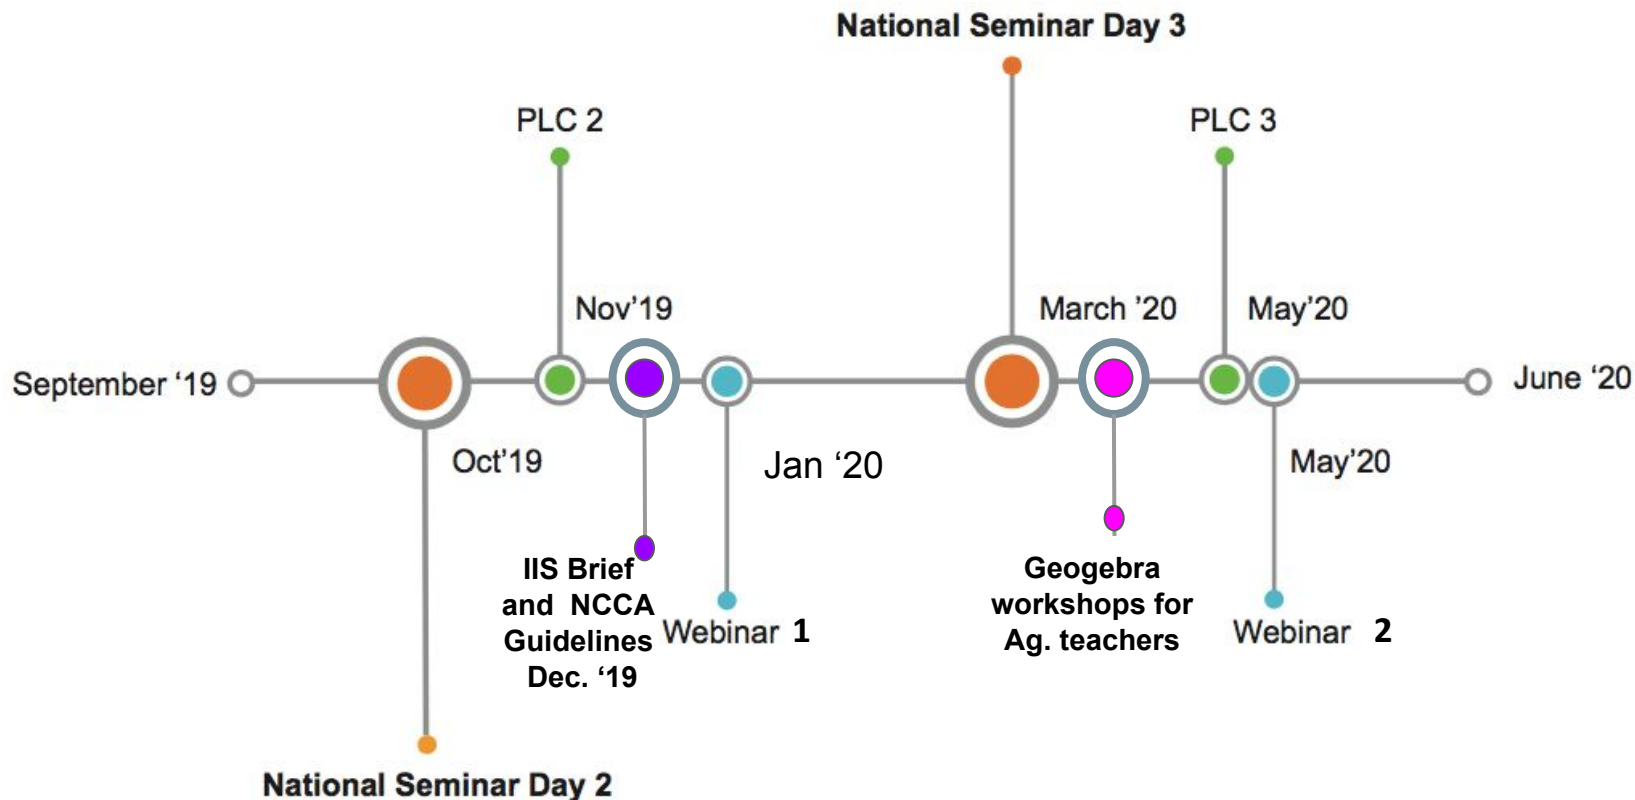 National Seminar Day 3
PLC 2
PLC 3
Nov’19
March ’20
May’20
September ‘19
June ‘20
Oct’19
Jan ‘20
May’20
IIS Brief
and NCCA
Guidelines
Dec. ‘19
Webinar 1
Geogebra
workshops for
Ag. teachers
Webinar 2
National Seminar Day 2